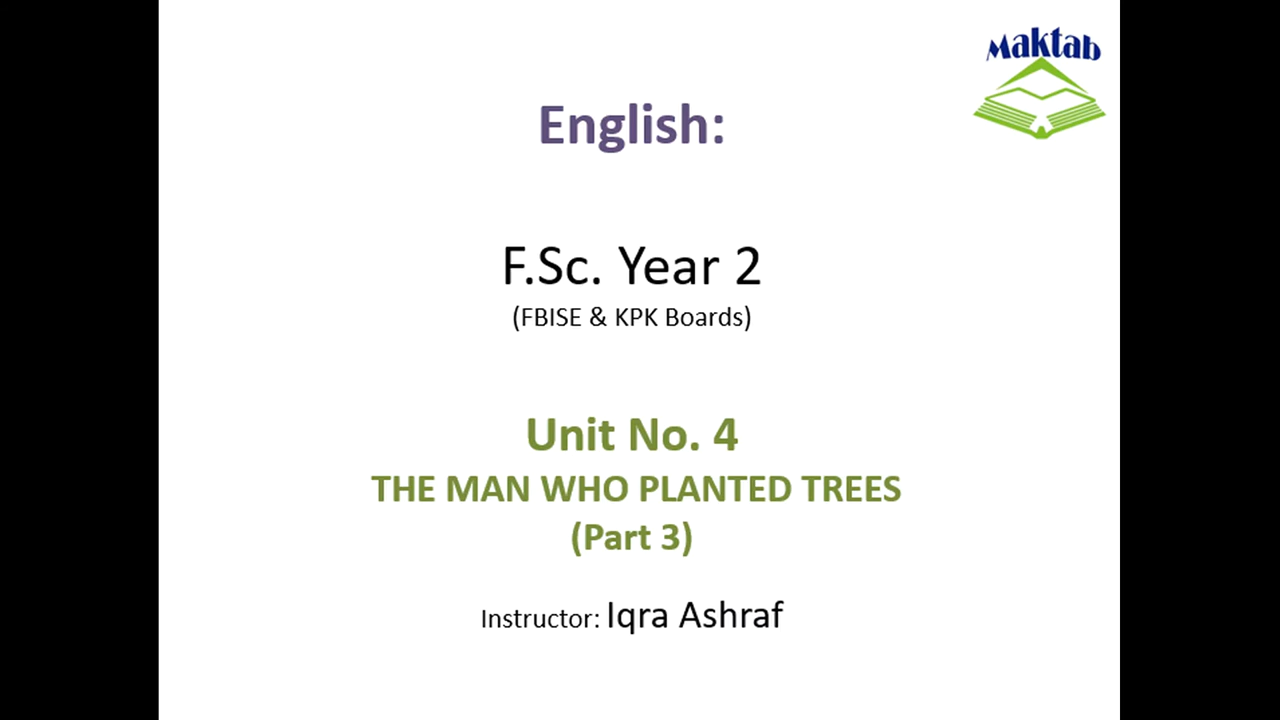 Maktab
English:
F.Sc. Year 2
(FBISE & KPK Boards)
Unit No. 4
THE MAN WHO PLANTED TREES
(Part 3)
Instructor: Iqra Ashraf